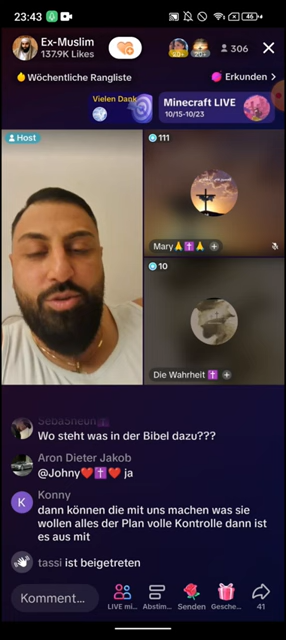 23:43
46
Ex-Muslim
137.9K Likes
306
Wöchentliche Rangliste
Erkunden >
Vielen Dank
Minecraft LIVE
10/15-10/23
Host
111
Mary
10
Die Wahrheit
Wo steht was in der Bibel dazu???
Aron Dieter Jakob
@Johny ja
K
Konny
dann können die mit uns machen was sie
wollen alles der Plan volle Kontrolle dann ist
es aus mit
tassi ist beigetreten
Komment...
LIVE mi...
Abstim...
Senden
Gesche...
41